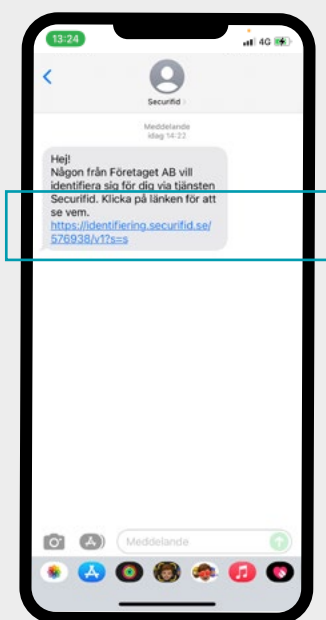 13:24
4G
Securifid
Meddelande
idag 14:22
Hej!
Någon från Företaget AB vill
identifiera sig för dig via tjänsten
Securifid. Klicka på länken för att
se vem.
https://identifiering.securifid.se/
576938/v1?s=s
Meddelande